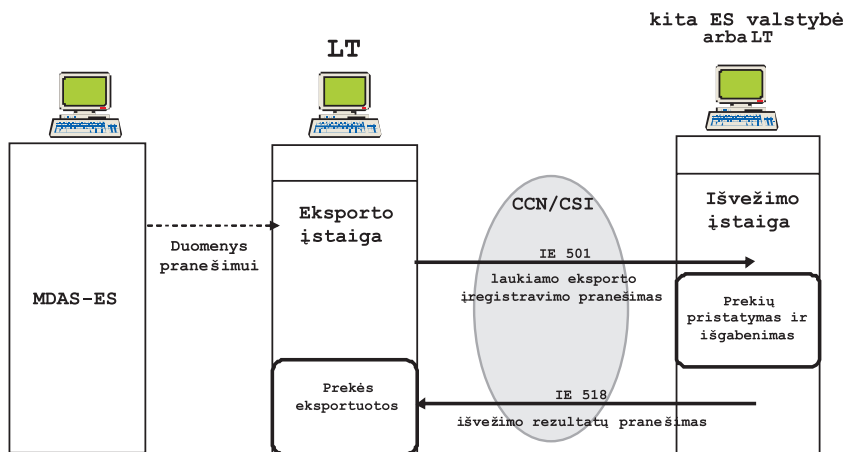 kita ES valstybė
arba LT
LT
CCN/CSI
Eksporto
įstaiga
Išvežimo
įstaiga
Duomenys
pranešimui
IE 501
laukiamo eksporto
įregistravimo pranešimas
MDAS-ES
Prekių
pristatymas ir
išgabenimas
Prekės
eksportuotos
IE 518
išvežimo rezultatų pranešimas